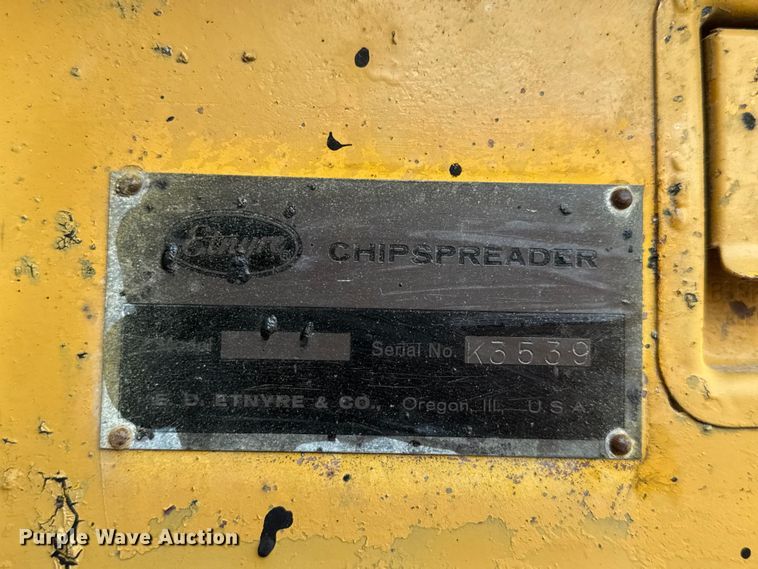 Etnyre CHIPSPREADER
Model Serial No. K3539
E. D. ETNYRE & CO., Oregon, Ill., U.S.A.
Purple Wave Auction